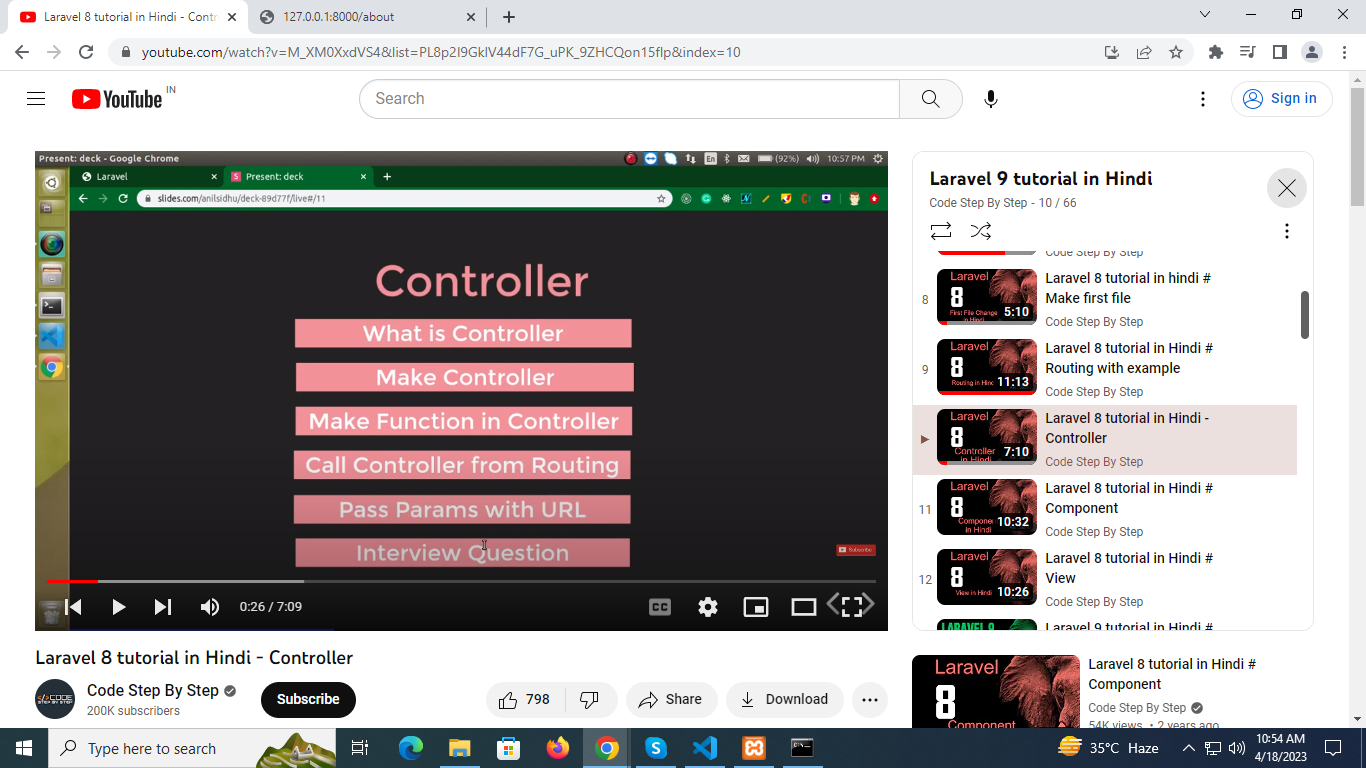 Laravel 8 tutorial in Hindi - Contr
127.0.0.1:8000/about
youtube.com/watch?v=M_XM0XxdVS4&list=PL8p2I9GklV44dF7G_uPK_9ZHCQon15flp&index=10
YouTube IN
Search
Sign in
Present: deck - Google Chrome
En
(92%)
10:57 PM
Laravel
Present: deck
slides.com/anilsidhu/deck-89d77f/live#/11
Controller
What is Controller
Make Controller
Make Function in Controller
Call Controller from Routing
Pass Params with URL
Interview Question
Subscribe
0:26 / 7:09
CC
Laravel 8 tutorial in Hindi - Controller
Code Step By Step
200K subscribers
Subscribe
798
Share
Download
Laravel 9 tutorial in Hindi
Code Step By Step - 10 / 66
Code Step By Step
8
Laravel
8
First File Change
in Hindi
5:10
Laravel 8 tutorial in hindi #
Make first file
Code Step By Step
9
Laravel
8
Routing in Hind
11:13
Laravel 8 tutorial in Hindi #
Routing with example
Code Step By Step
Laravel
8
Controller
in Hindi
7:10
Laravel 8 tutorial in Hindi -
Controller
Code Step By Step
11
Laravel
8
Compone
in Hindi
10:32
Laravel 8 tutorial in Hindi #
Component
Code Step By Step
12
Laravel
8
View in Hind
10:26
Laravel 8 tutorial in Hindi #
View
Code Step By Step
LARAVEL 9
Laravel 9 tutorial in Hindi #
Laravel
8
Component
Laravel 8 tutorial in Hindi #
Component
Code Step By Step
54K views • 2 years ago
Type here to search
35°C Haze
10:54 AM
4/18/2023